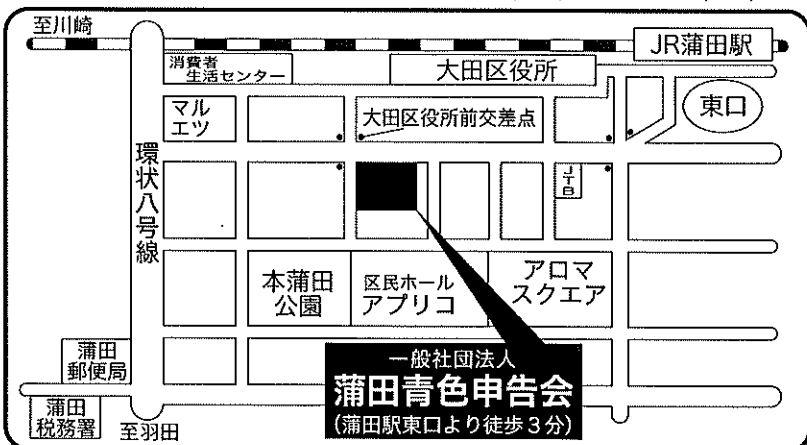 至川崎
JR蒲田駅
消費者
生活センター
大田区役所
東口
マル
エツ
大田区役所前交差点
環状八号線
JTB
本蒲田
公園
区民ホール
アプリコ
アロマ
スクエア
蒲田
郵便局
一般社団法人
蒲田青色申告会
(蒲田駅東口より徒歩3分)
蒲田
税務署
至羽田